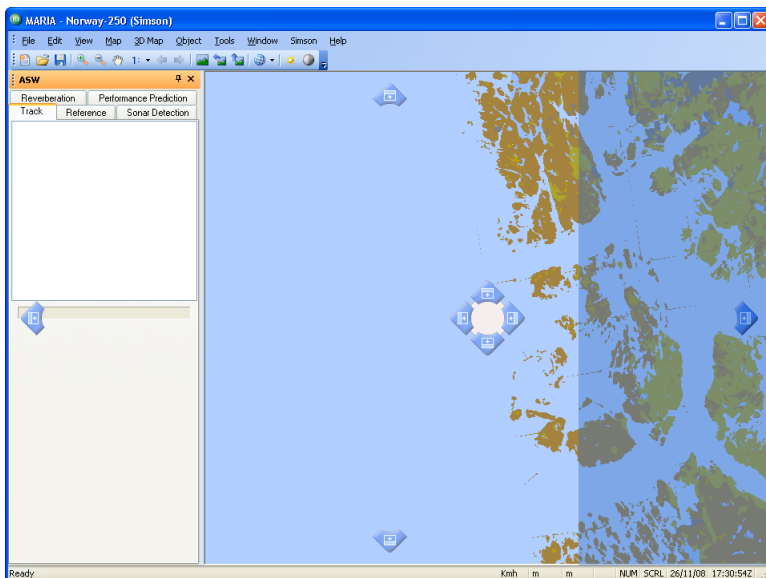 MARIA - Norway-250 (Simson)
File Edit View Map 3D Map Object Tools Window Simson Help
1:
ASW
Reverberation Performance Prediction
Track Reference Sonar Detection
Ready Kmh m m NUM SCRL 26/11/08 17:30:54Z